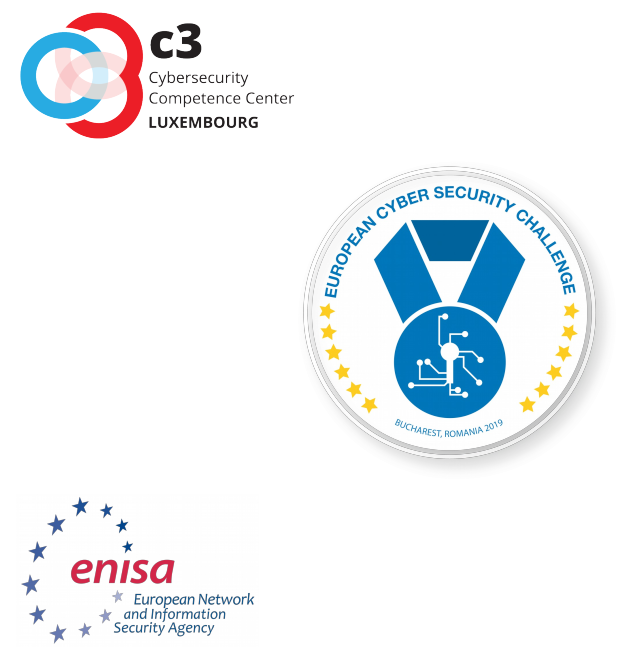 c3
Cybersecurity
Competence Center
LUXEMBOURG
EUROPEAN CYBER SECURITY CHALLENGE
BUCHAREST, ROMANIA 2019
enisa
European Network
and Information
Security Agency